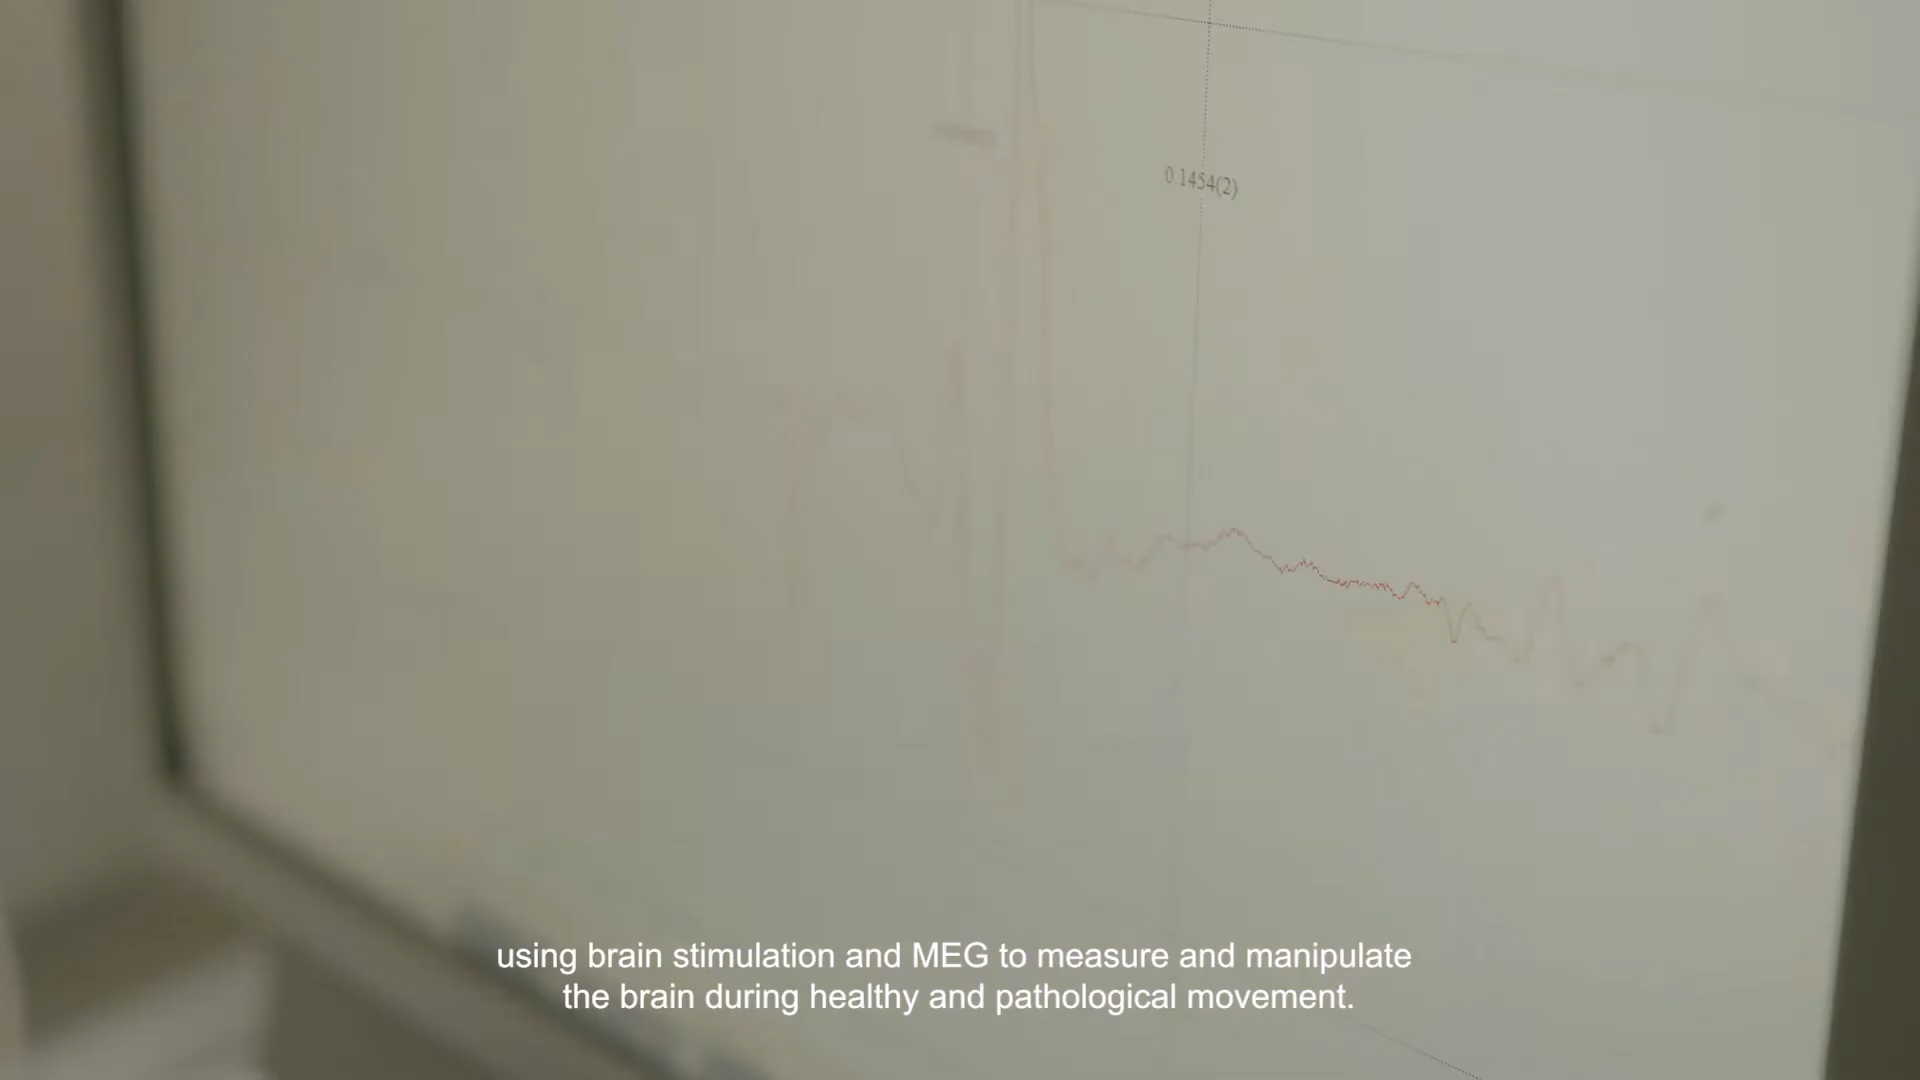 0.1454(2)
using brain stimulation and MEG to measure and manipulate
the brain during healthy and pathological movement.